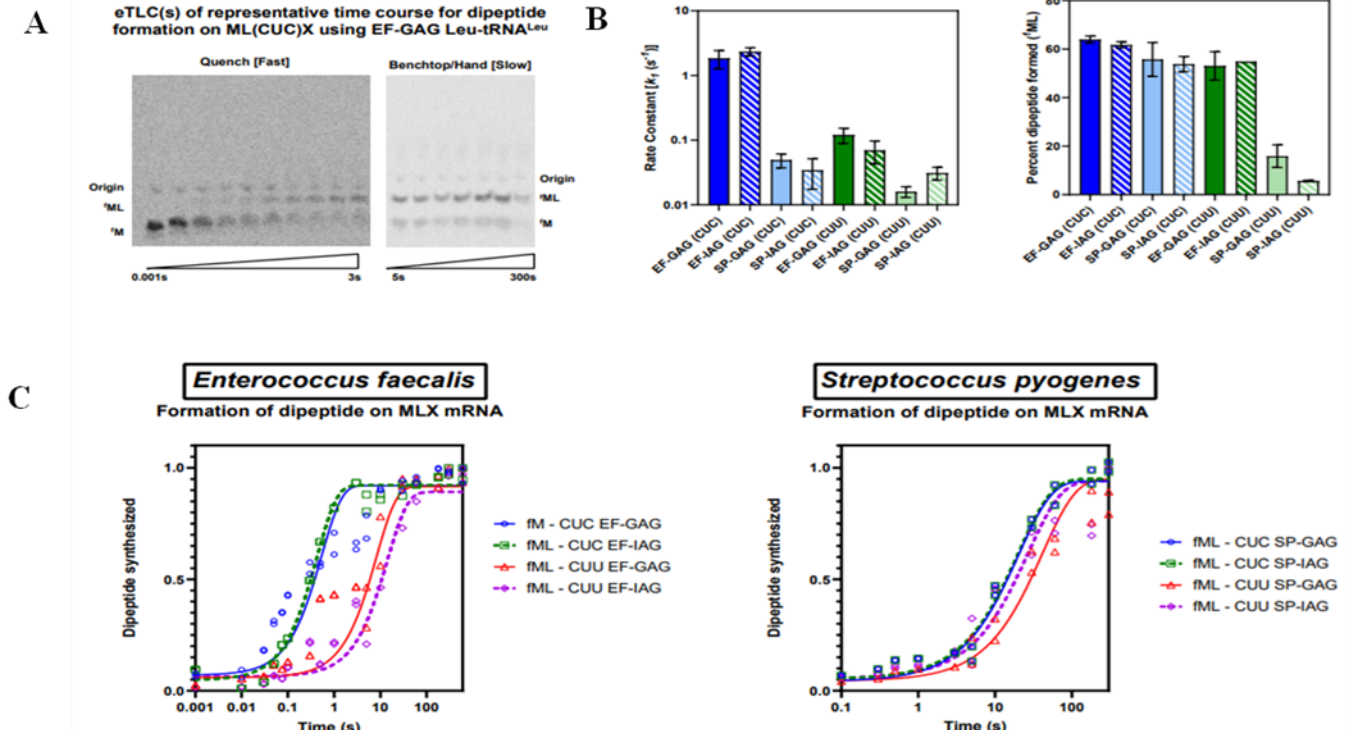 A
eTLC(s) of representative time course for dipeptide
formation on ML(CUC)X using EF-GAG Leu-tRNALeu
Quench [Fast]
Benchtop/Hand [Slow]
Origin
fML
fM
Origin
fML
fM
0.001s
3s
5s
300s
B
Rate Constant [k1 (s-1)]
10
1
0.1
0.01
EF-GAG (CUC)
EF-IAG (CUC)
SP-GAG (CUC)
SP-IAG (CUC)
EF-GAG (CUU)
EF-IAG (CUU)
SP-GAG (CUU)
SP-IAG (CUU)
Percent dipeptide formed (fML)
80
60
40
20
0
EF-GAG (CUC)
EF-IAG (CUC)
SP-GAG (CUC)
SP-IAG (CUC)
EF-GAG (CUU)
EF-IAG (CUU)
SP-GAG (CUU)
SP-IAG (CUU)
C
Enterococcus faecalis
Formation of dipeptide on MLX mRNA
Dipeptide synthesized
1.0
0.5
0.0
0.001
0.01
0.1
1
10
100
Time (s)
fM - CUC EF-GAG
fML - CUC EF-IAG
fML - CUU EF-GAG
fML - CUU EF-IAG
Streptococcus pyogenes
Formation of dipeptide on MLX mRNA
Dipeptide synthesized
1.0
0.5
0.0
0.1
1
10
100
Time (s)
fML - CUC SP-GAG
fML - CUC SP-IAG
fML - CUU SP-GAG
fML - CUU SP-IAG